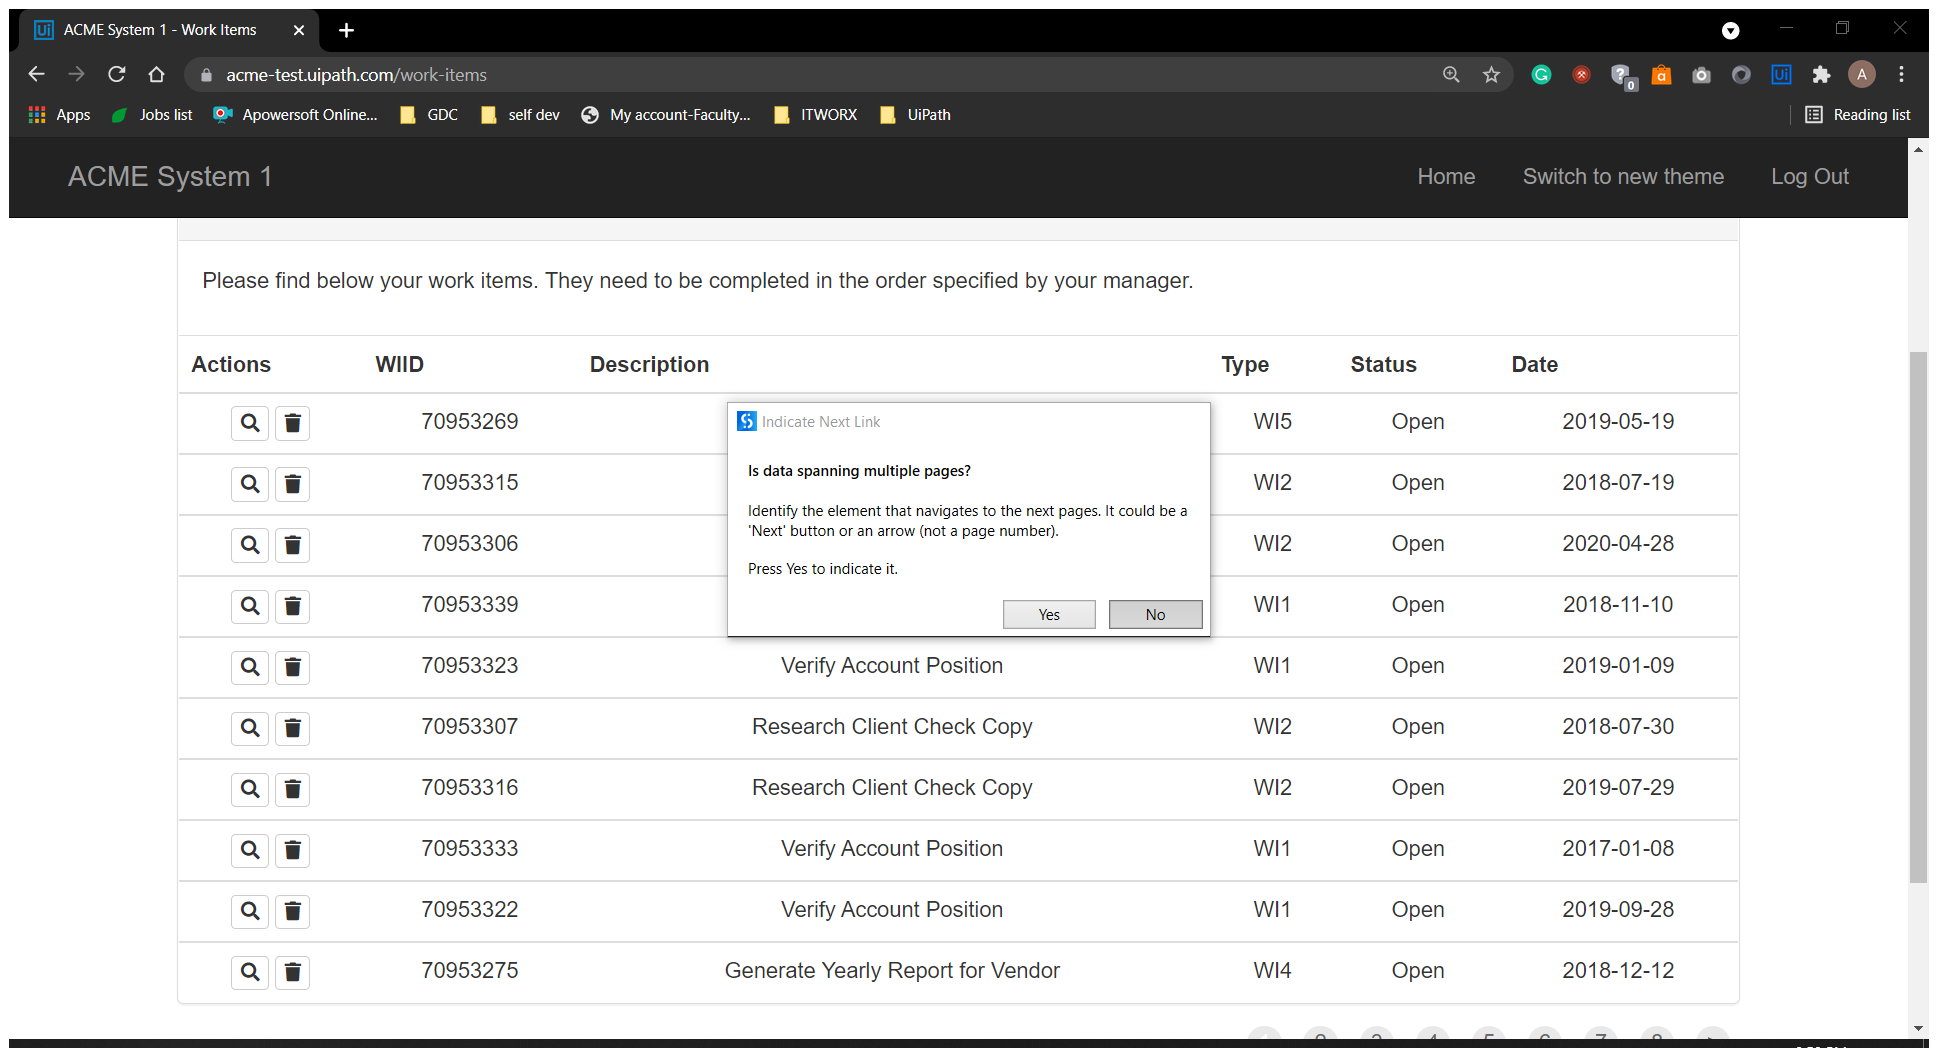 Ui ACME System 1 - Work Items
acme-test.uipath.com/work-items
0 a Ui A
Apps Jobs list Apowersoft Online... GDC self dev My account-Faculty... ITWORX UiPath Reading list
ACME System 1 Home Switch to new theme Log Out
Please find below your work items. They need to be completed in the order specified by your manager.
Actions WIID Description Type Status Date
70953269 WI5 Open 2019-05-19
70953315 WI2 Open 2018-07-19
70953306 WI2 Open 2020-04-28
70953339 WI1 Open 2018-11-10
Indicate Next Link
Is data spanning multiple pages?
Identify the element that navigates to the next pages. It could be a
'Next' button or an arrow (not a page number).
Press Yes to indicate it.
Yes No
70953323 Verify Account Position WI1 Open 2019-01-09
70953307 Research Client Check Copy WI2 Open 2018-07-30
70953316 Research Client Check Copy WI2 Open 2019-07-29
70953333 Verify Account Position WI1 Open 2017-01-08
70953322 Verify Account Position WI1 Open 2019-09-28
70953275 Generate Yearly Report for Vendor WI4 Open 2018-12-12